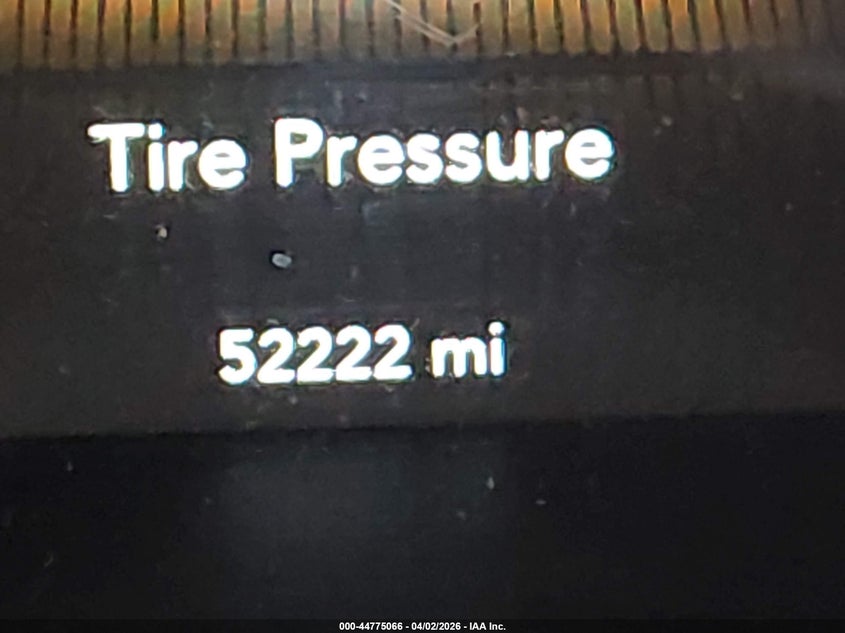 Tire Pressure
52222 mi
000-44775066 - 04/02/2026 - IAA Inc.